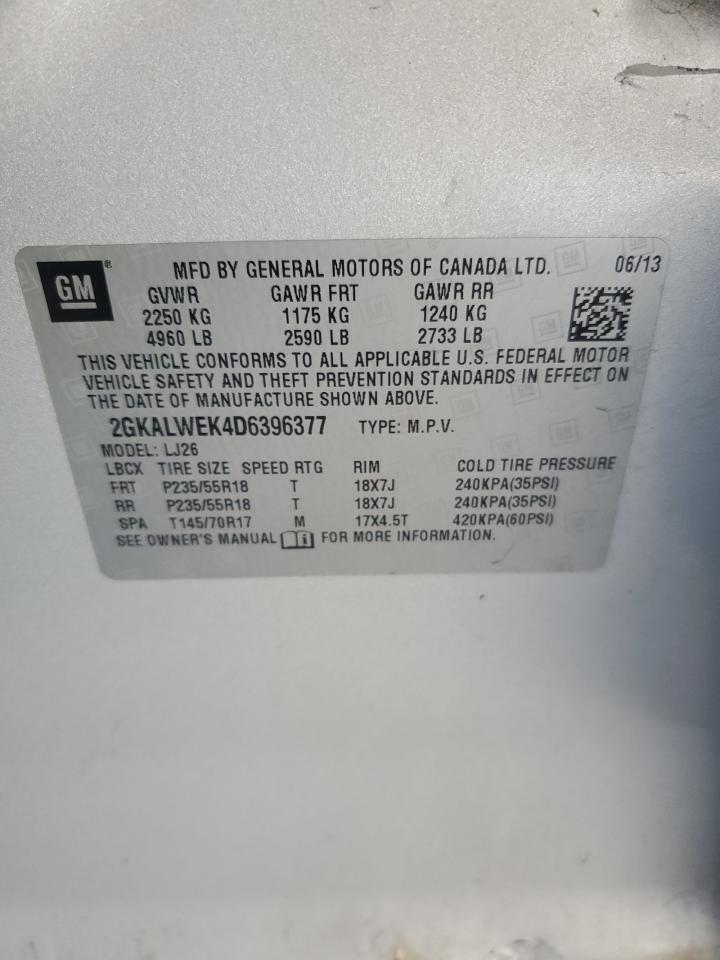 GM ® MFD BY GENERAL MOTORS OF CANADA LTD. 06/13
GVWR GAWR FRT GAWR RR
2250 KG 1175 KG 1240 KG
4960 LB 2590 LB 2733 LB
THIS VEHICLE CONFORMS TO ALL APPLICABLE U.S. FEDERAL MOTOR
VEHICLE SAFETY AND THEFT PREVENTION STANDARDS IN EFFECT ON
THE DATE OF MANUFACTURE SHOWN ABOVE.
2GKALWEK4D6396377 TYPE: M.P.V.
MODEL: LJ26
LBCX TIRE SIZE SPEED RTG RIM COLD TIRE PRESSURE
FRT P235/55R18 T 18X7J 240KPA(35PSI)
RR P235/55R18 T 18X7J 240KPA(35PSI)
SPA T145/70R17 M 17X4.5T 420KPA(60PSI)
SEE OWNER'S MANUAL i FOR MORE INFORMATION.